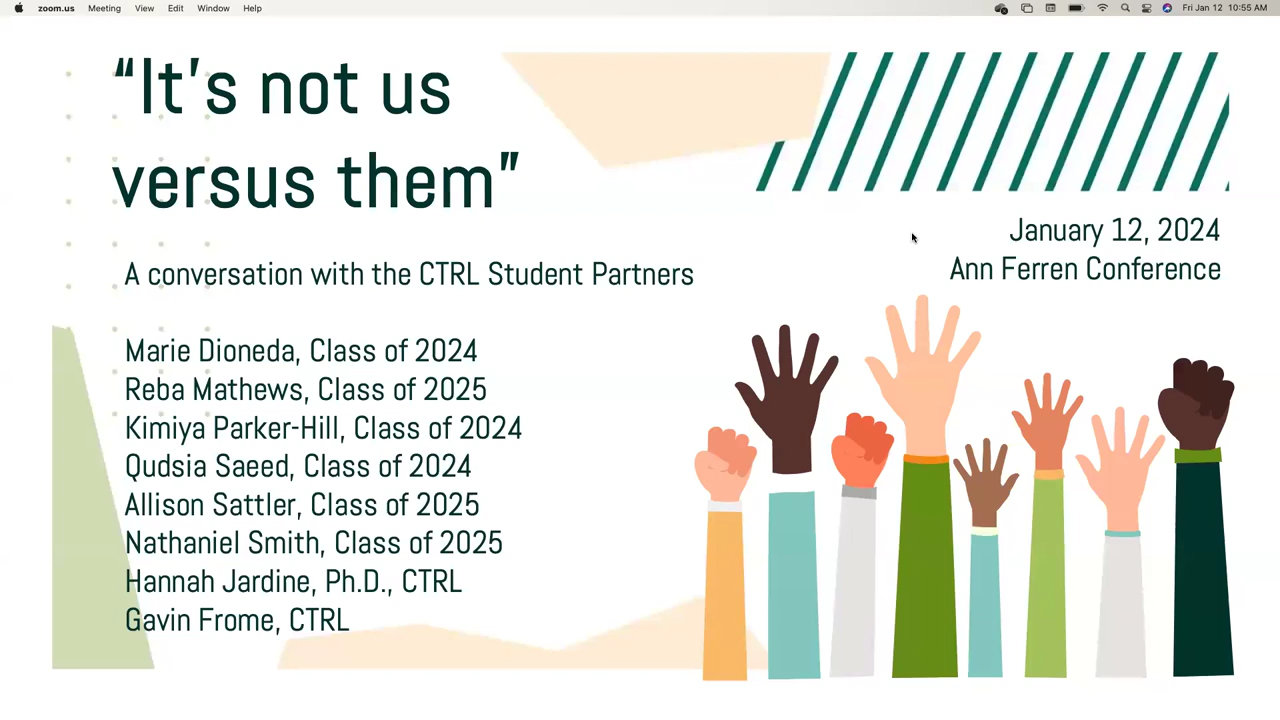 zoom.us Meeting View Edit Window Help Fri Jan 12 10:55 AM
“It’s not us
versus them”
January 12, 2024
Ann Ferren Conference
A conversation with the CTRL Student Partners
Marie Dioneda, Class of 2024
Reba Mathews, Class of 2025
Kimiya Parker-Hill, Class of 2024
Qudsia Saeed, Class of 2024
Allison Sattler, Class of 2025
Nathaniel Smith, Class of 2025
Hannah Jardine, Ph.D., CTRL
Gavin Frome, CTRL